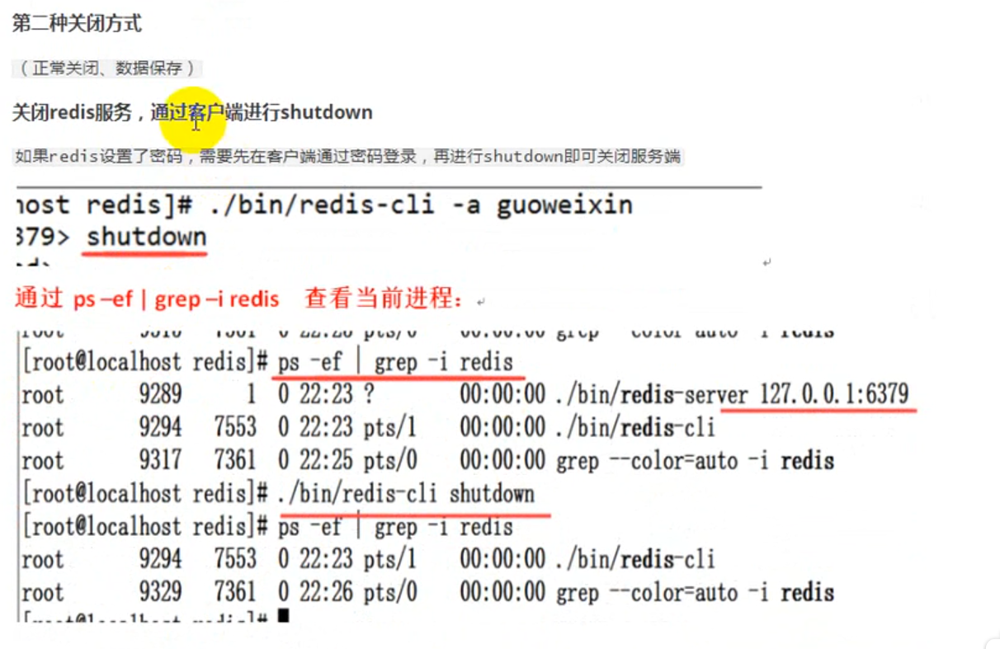 第二种关闭方式
（正常关闭、数据保存）
关闭redis服务，通过客户端进行shutdown
如果redis设置了密码，需要先在客户端通过密码登录，再进行shutdown即可关闭服务端
host redis]# ./bin/redis-cli -a guoweixin
379> shutdown
通过 ps –ef | grep –i redis 查看当前进程：
[root@localhost redis]# ps -ef | grep -i redis
root 9289 1 0 22:23 ? 00:00:00 ./bin/redis-server 127.0.0.1:6379
root 9294 7553 0 22:23 pts/1 00:00:00 ./bin/redis-cli
root 9317 7361 0 22:25 pts/0 00:00:00 grep --color=auto -i redis
[root@localhost redis]# ./bin/redis-cli shutdown
[root@localhost redis]# ps -ef | grep -i redis
root 9294 7553 0 22:23 pts/1 00:00:00 ./bin/redis-cli
root 9329 7361 0 22:26 pts/0 00:00:00 grep --color=auto -i redis